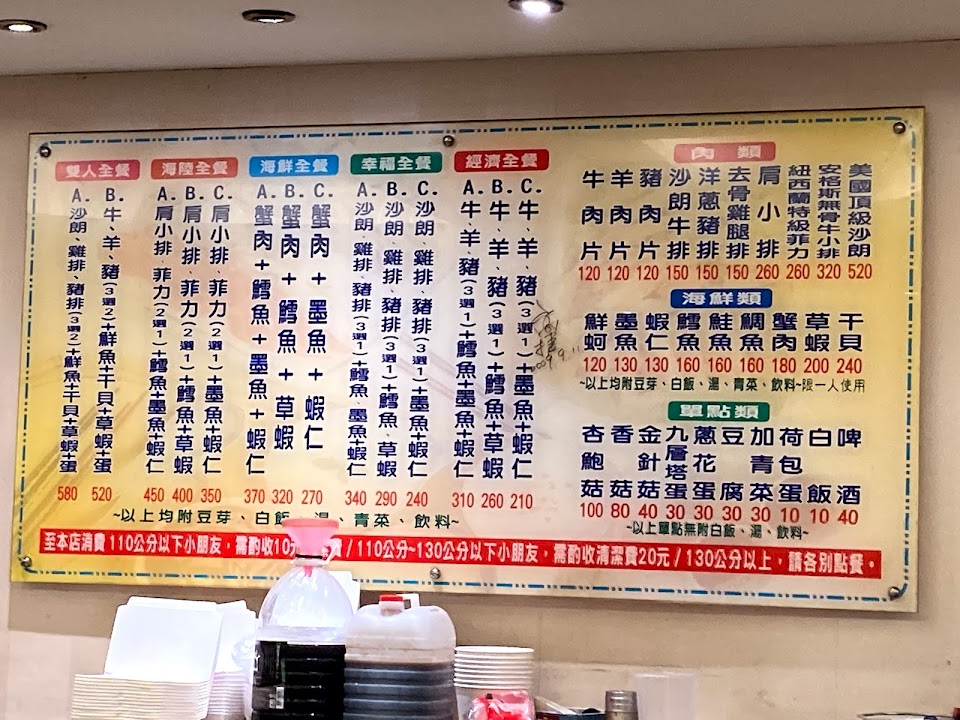 雙人全餐
A.沙朗、雞排、豬排(3選2)+鮮魚+干貝+草蝦+蛋 580
B.牛、羊、豬(3選2)+鮮魚+干貝+草蝦+蛋 520
海陸全餐
A.肩小排、菲力(2選1)+鱈魚+墨魚+蝦仁 450
B.肩小排、菲力(2選1)+鱈魚+草蝦 400
C.肩小排、菲力(2選1)+墨魚+蝦仁 350
海鮮全餐
A.蟹肉+鱈魚+墨魚+蝦仁 370
B.蟹肉+鱈魚+草蝦 320
C.蟹肉+墨魚+蝦仁 270
幸福全餐
A.沙朗、雞排、豬排(3選1)+鱈魚、墨魚+蝦仁 340
B.沙朗、雞排、豬排(3選1)+鱈魚、草蝦 290
C.沙朗、雞排、豬排(3選1)+墨魚+蝦仁 240
經濟全餐
A.牛、羊、豬(3選1)+鱈魚+墨魚+蝦仁 310
B.牛、羊、豬(3選1)+鱈魚+草蝦 260
C.牛、羊、豬(3選1)+墨魚+蝦仁 210
~以上均附豆芽、白飯、湯、青菜、飲料~
肉類
牛肉片 120
羊肉片 120
豬肉片 120
沙朗牛排 150
洋蔥豬排 150
去骨雞腿排 150
肩小排 260
紐西蘭特級菲力 260
安格斯無骨牛小排 320
美國頂級沙朗 520
海鮮類
鮮蚵 120
墨魚 130
蝦仁 130
鱈魚 160
鮭魚 160
鯛魚 160
蟹肉 180
草蝦 200
干貝 240
~以上均附豆芽、白飯、湯、青菜、飲料~限一人使用
單點類
杏鮑菇 100
香菇 80
金針菇 40
九層塔蛋 30
蔥花蛋 30
豆腐 30
加青菜 30
荷包蛋 10
白飯 10
啤酒 40
~以上單點無附白飯、湯、飲料~
至本店消費110公分以下小朋友,需酌收10元 費/110公分~130公分以下小朋友,需酌收清潔費20元/130公分以上,請各別點餐。